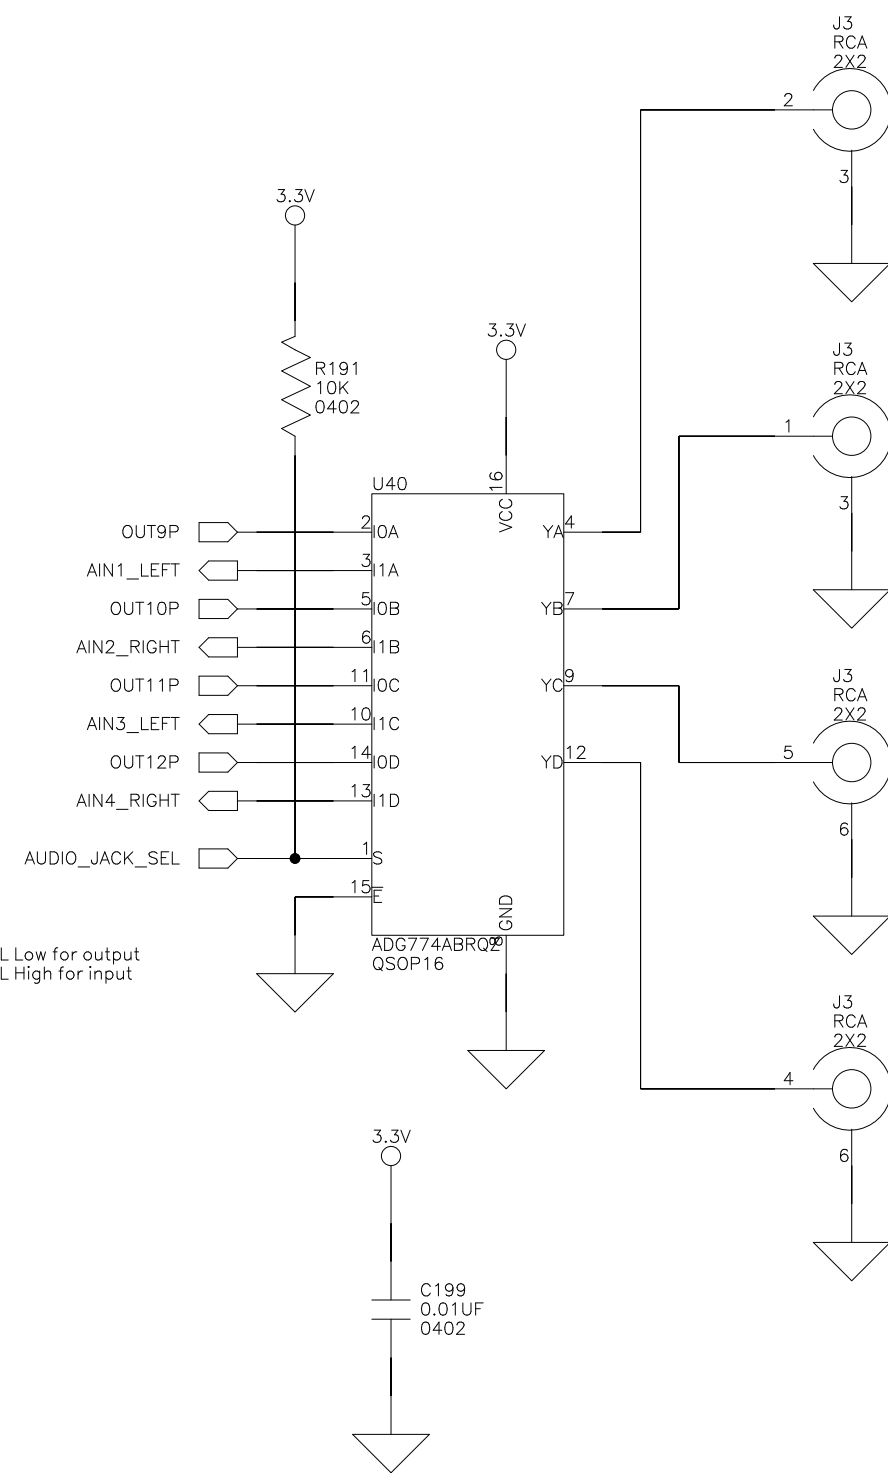 J3
RCA
2X2
2
3
3.3V
R191
10K
0402
3.3V
J3
RCA
2X2
1
3
U40
16
VCC
OUT9P
2
I0A
YA
4
AIN1_LEFT
3
I1A
OUT10P
5
I0B
YB
7
AIN2_RIGHT
6
I1B
OUT11P
11
I0C
YC
9
AIN3_LEFT
10
I1C
OUT12P
14
I0D
YD
12
AIN4_RIGHT
13
I1D
AUDIO_JACK_SEL
1
S
15
E
GND
8
ADG774ABRQZ
QSOP16
J3
RCA
2X2
5
6
L Low for output
L High for input
J3
RCA
2X2
4
6
3.3V
C199
0.01UF
0402